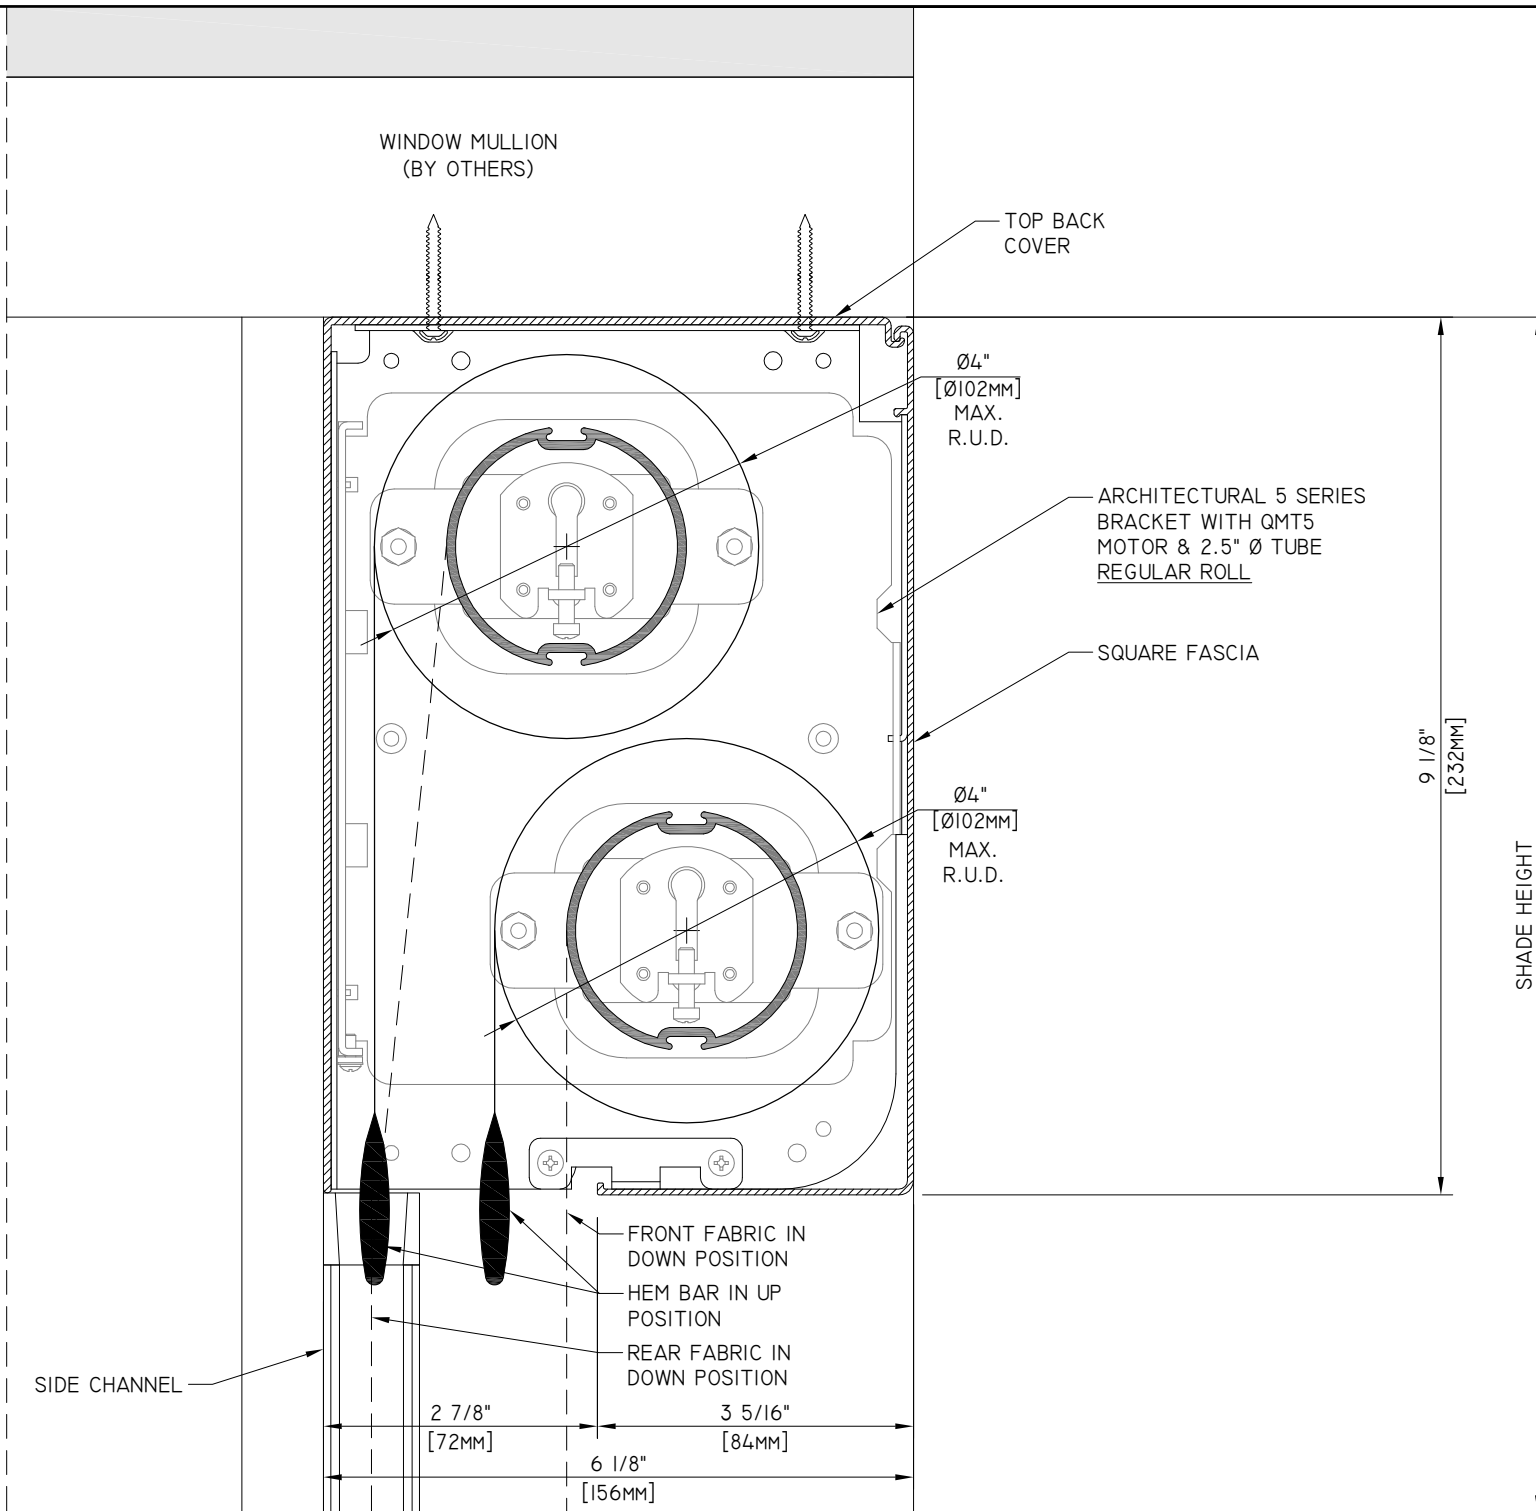 WINDOW MULLION
(BY OTHERS)
TOP BACK
COVER
Ø4"
[Ø102MM]
MAX.
R.U.D.
ARCHITECTURAL 5 SERIES
BRACKET WITH QMT5
MOTOR & 2.5" Ø TUBE
REGULAR ROLL
SQUARE FASCIA
9 1/8"
[232MM]
Ø4"
[Ø102MM]
MAX.
R.U.D.
SHADE HEIGHT
FRONT FABRIC IN
DOWN POSITION
HEM BAR IN UP
POSITION
REAR FABRIC IN
DOWN POSITION
SIDE CHANNEL
2 7/8"
[72MM]
3 5/16"
[84MM]
6 1/8"
[156MM]